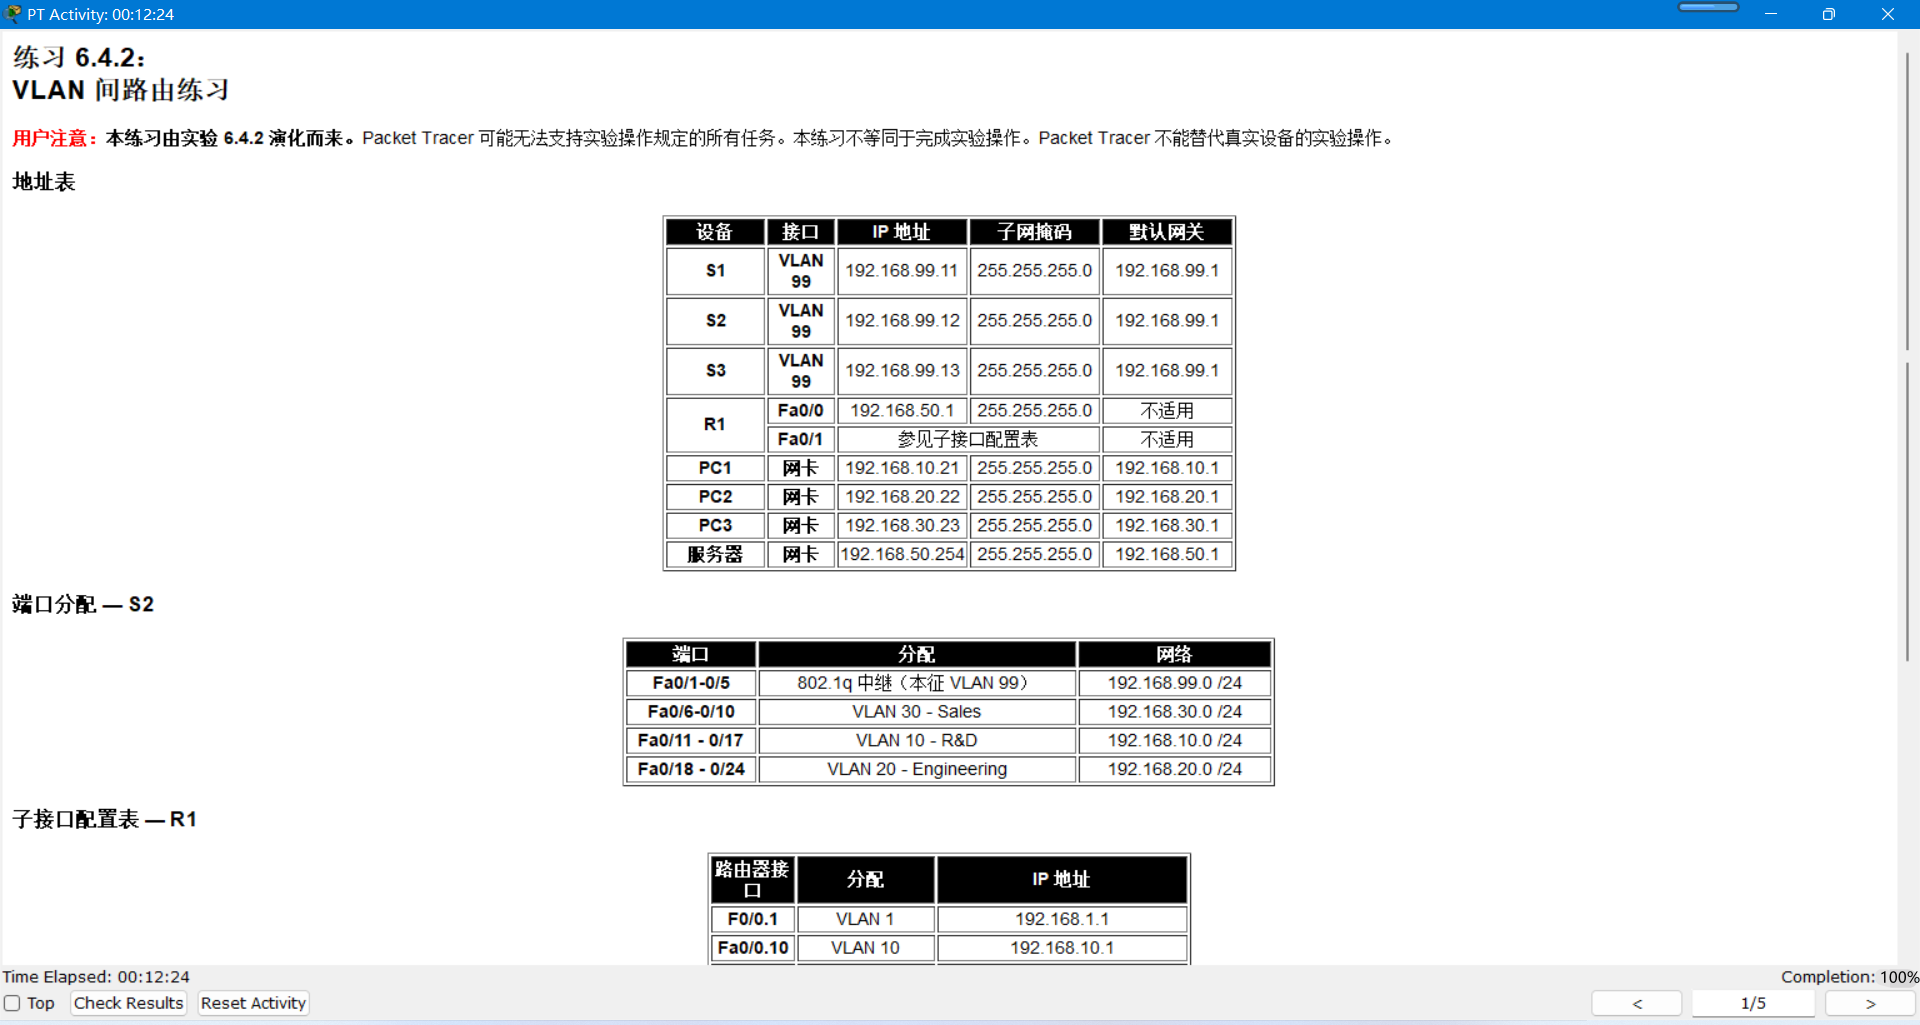 PT Activity: 00:12:24
练习 6.4.2：
VLAN 间路由练习
用户注意：本练习由实验 6.4.2 演化而来。Packet Tracer 可能无法支持实验操作规定的所有任务。本练习不等同于完成实验操作。Packet Tracer 不能替代真实设备的实验操作。
地址表
设备 接口 IP 地址 子网掩码 默认网关
S1 VLAN 99 192.168.99.11 255.255.255.0 192.168.99.1
S2 VLAN 99 192.168.99.12 255.255.255.0 192.168.99.1
S3 VLAN 99 192.168.99.13 255.255.255.0 192.168.99.1
R1 Fa0/0 192.168.50.1 255.255.255.0 不适用
Fa0/1 参见子接口配置表 不适用
PC1 网卡 192.168.10.21 255.255.255.0 192.168.10.1
PC2 网卡 192.168.20.22 255.255.255.0 192.168.20.1
PC3 网卡 192.168.30.23 255.255.255.0 192.168.30.1
服务器 网卡 192.168.50.254 255.255.255.0 192.168.50.1
端口分配 — S2
端口 分配 网络
Fa0/1-0/5 802.1q 中继（本征 VLAN 99） 192.168.99.0 /24
Fa0/6-0/10 VLAN 30 - Sales 192.168.30.0 /24
Fa0/11 - 0/17 VLAN 10 - R&D 192.168.10.0 /24
Fa0/18 - 0/24 VLAN 20 - Engineering 192.168.20.0 /24
子接口配置表 — R1
路由器接口 分配 IP 地址
F0/0.1 VLAN 1 192.168.1.1
Fa0/0.10 VLAN 10 192.168.10.1
Time Elapsed: 00:12:24 Completion: 100%
Top Check Results Reset Activity < 1/5 >